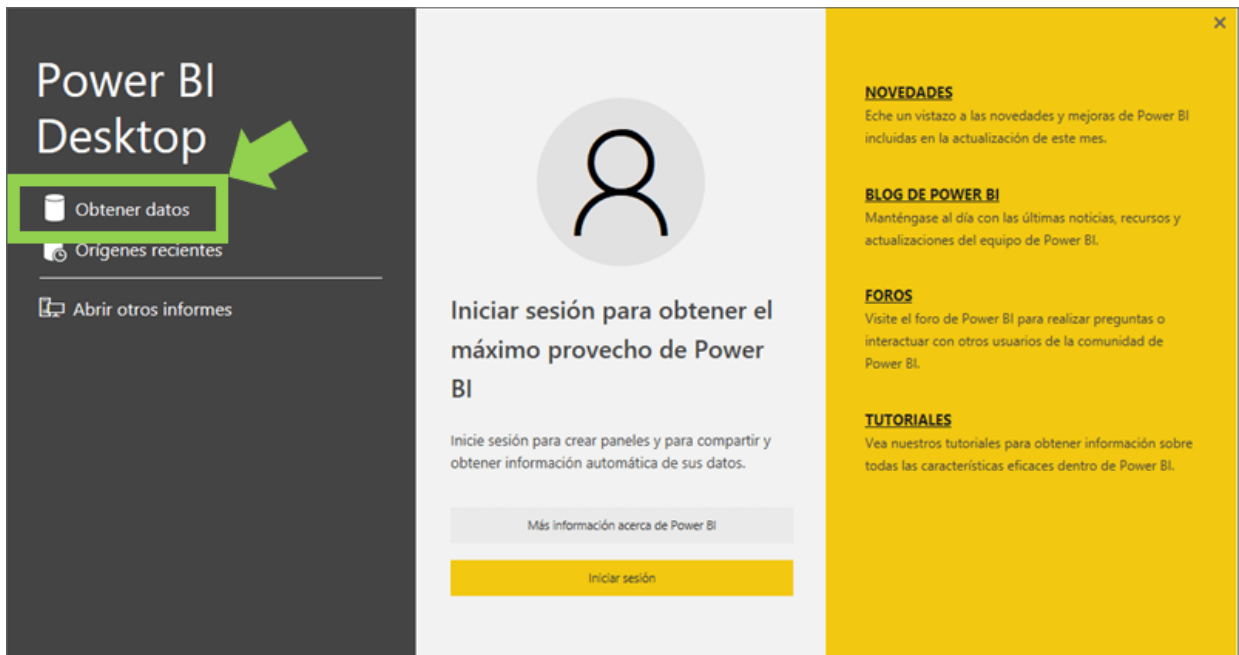 Power BI
Desktop
Obtener datos
Orígenes recientes
Abrir otros informes
Iniciar sesión para obtener el
máximo provecho de Power
BI
Inicie sesión para crear paneles y para compartir y
obtener información automática de sus datos.
Más información acerca de Power BI
Iniciar sesión
NOVEDADES
Eche un vistazo a las novedades y mejoras de Power BI
incluidas en la actualización de este mes.
BLOG DE POWER BI
Manténgase al día con las últimas noticias, recursos y
actualizaciones del equipo de Power BI.
FOROS
Visite el foro de Power BI para realizar preguntas o
interactuar con otros usuarios de la comunidad de
Power BI.
TUTORIALES
Vea nuestros tutoriales para obtener información sobre
todas las características eficaces dentro de Power BI.